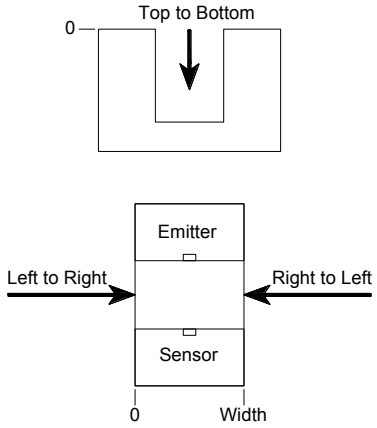 Top to Bottom
0
Emitter
Left to Right
Right to Left
Sensor
0
Width